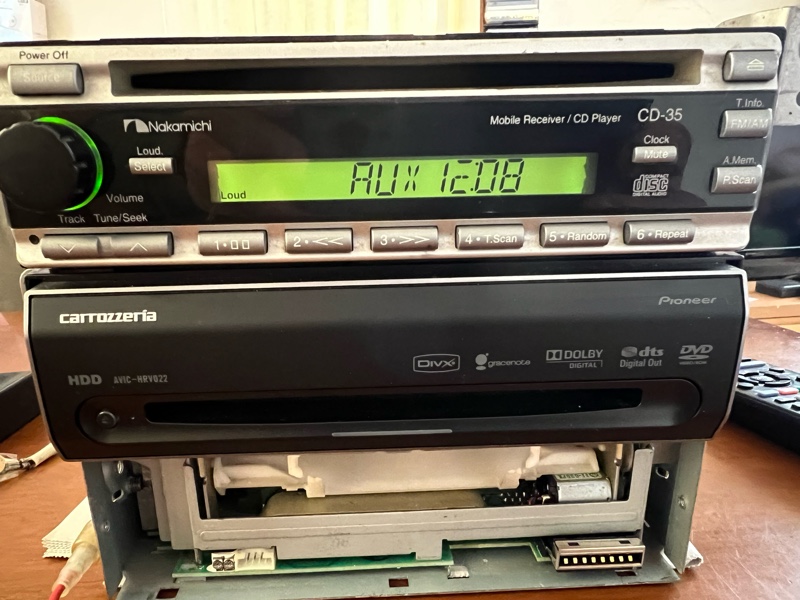 Power Off
Source
Nakamichi
Mobile Receiver / CD Player CD-35
T.Info.
FM/AM
Loud.
Select
Clock
Mute
COMPACT
disc
DIGITAL AUDIO
A.Mem.
P.Scan
AUX 12:08
Loud
Volume
Track Tune/Seek
1
2 • <<
3 • >>
4 • T.Scan
5 • Random
6 • Repeat
carrozzeria
Pioneer
HDD AVIC-HRV022
DIVX
gracenote
DOLBY
DIGITAL
dts
Digital Out
DVD